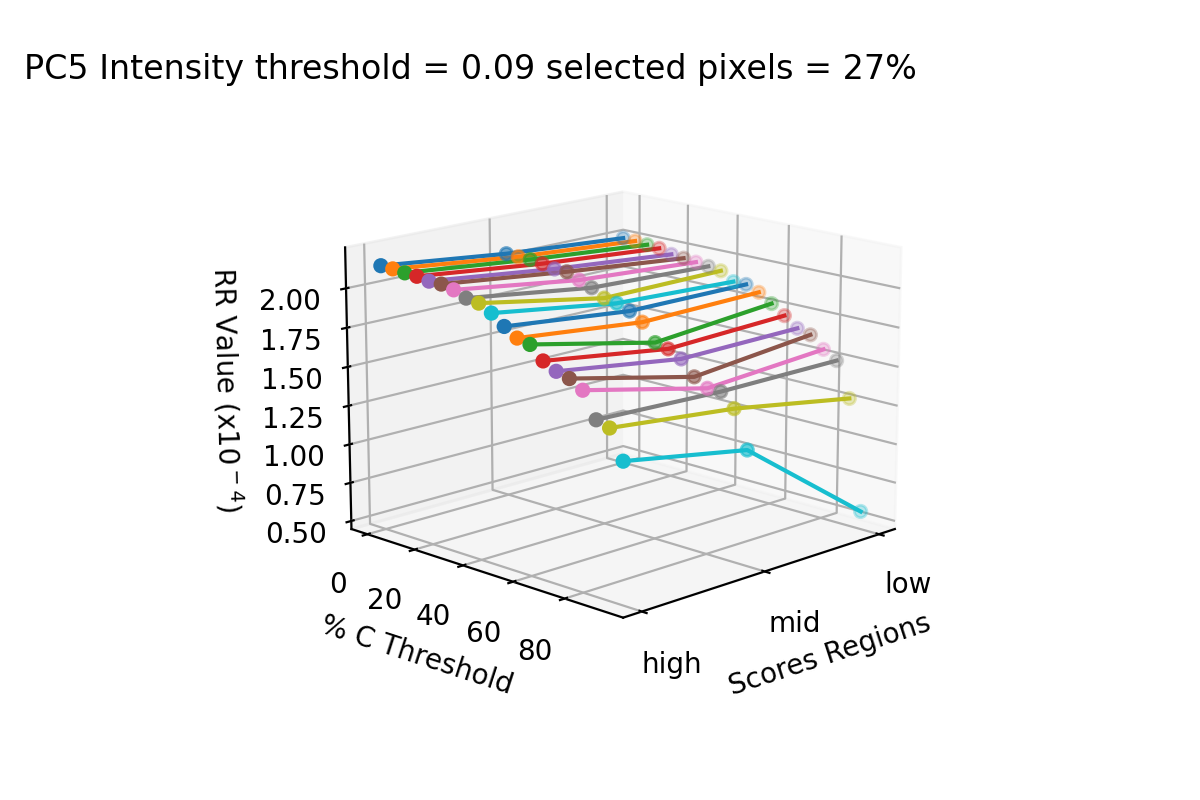 PC5 Intensity threshold = 0.09 selected pixels = 27%
RR Value (x10⁻⁴)
2.00
1.75
1.50
1.25
1.00
0.75
0.50
0
20
40
60
80
% C Threshold
high
mid
low
Scores Regions